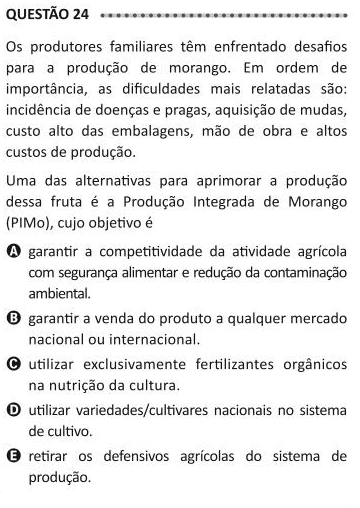 QUESTÃO 24
Os produtores familiares têm enfrentado desafios
para a produção de morango. Em ordem de
importância, as dificuldades mais relatadas são:
incidência de doenças e pragas, aquisição de mudas,
custo alto das embalagens, mão de obra e altos
custos de produção.
Uma das alternativas para aprimorar a produção
dessa fruta é a Produção Integrada de Morango
(PIMo), cujo objetivo é
A garantir a competitividade da atividade agrícola
com segurança alimentar e redução da contaminação
ambiental.
B garantir a venda do produto a qualquer mercado
nacional ou internacional.
C utilizar exclusivamente fertilizantes orgânicos
na nutrição da cultura.
D utilizar variedades/cultivares nacionais no sistema
de cultivo.
E retirar os defensivos agrícolas do sistema de
produção.